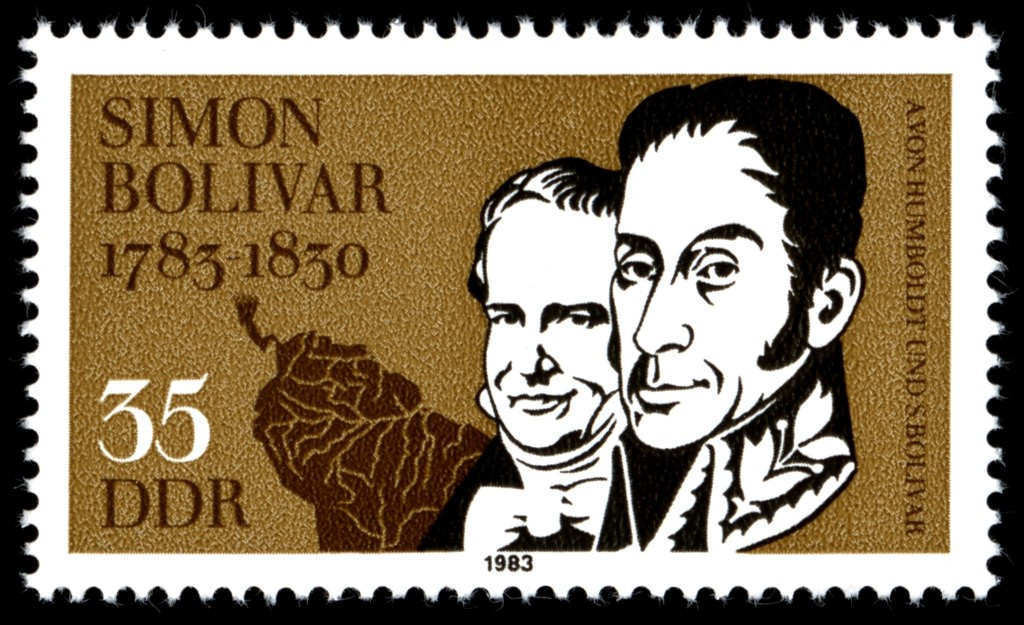 SIMON
BOLIVAR
1783-1830
35
DDR
A.VON HUMBOLDT UND S.BOLIVAR
1983